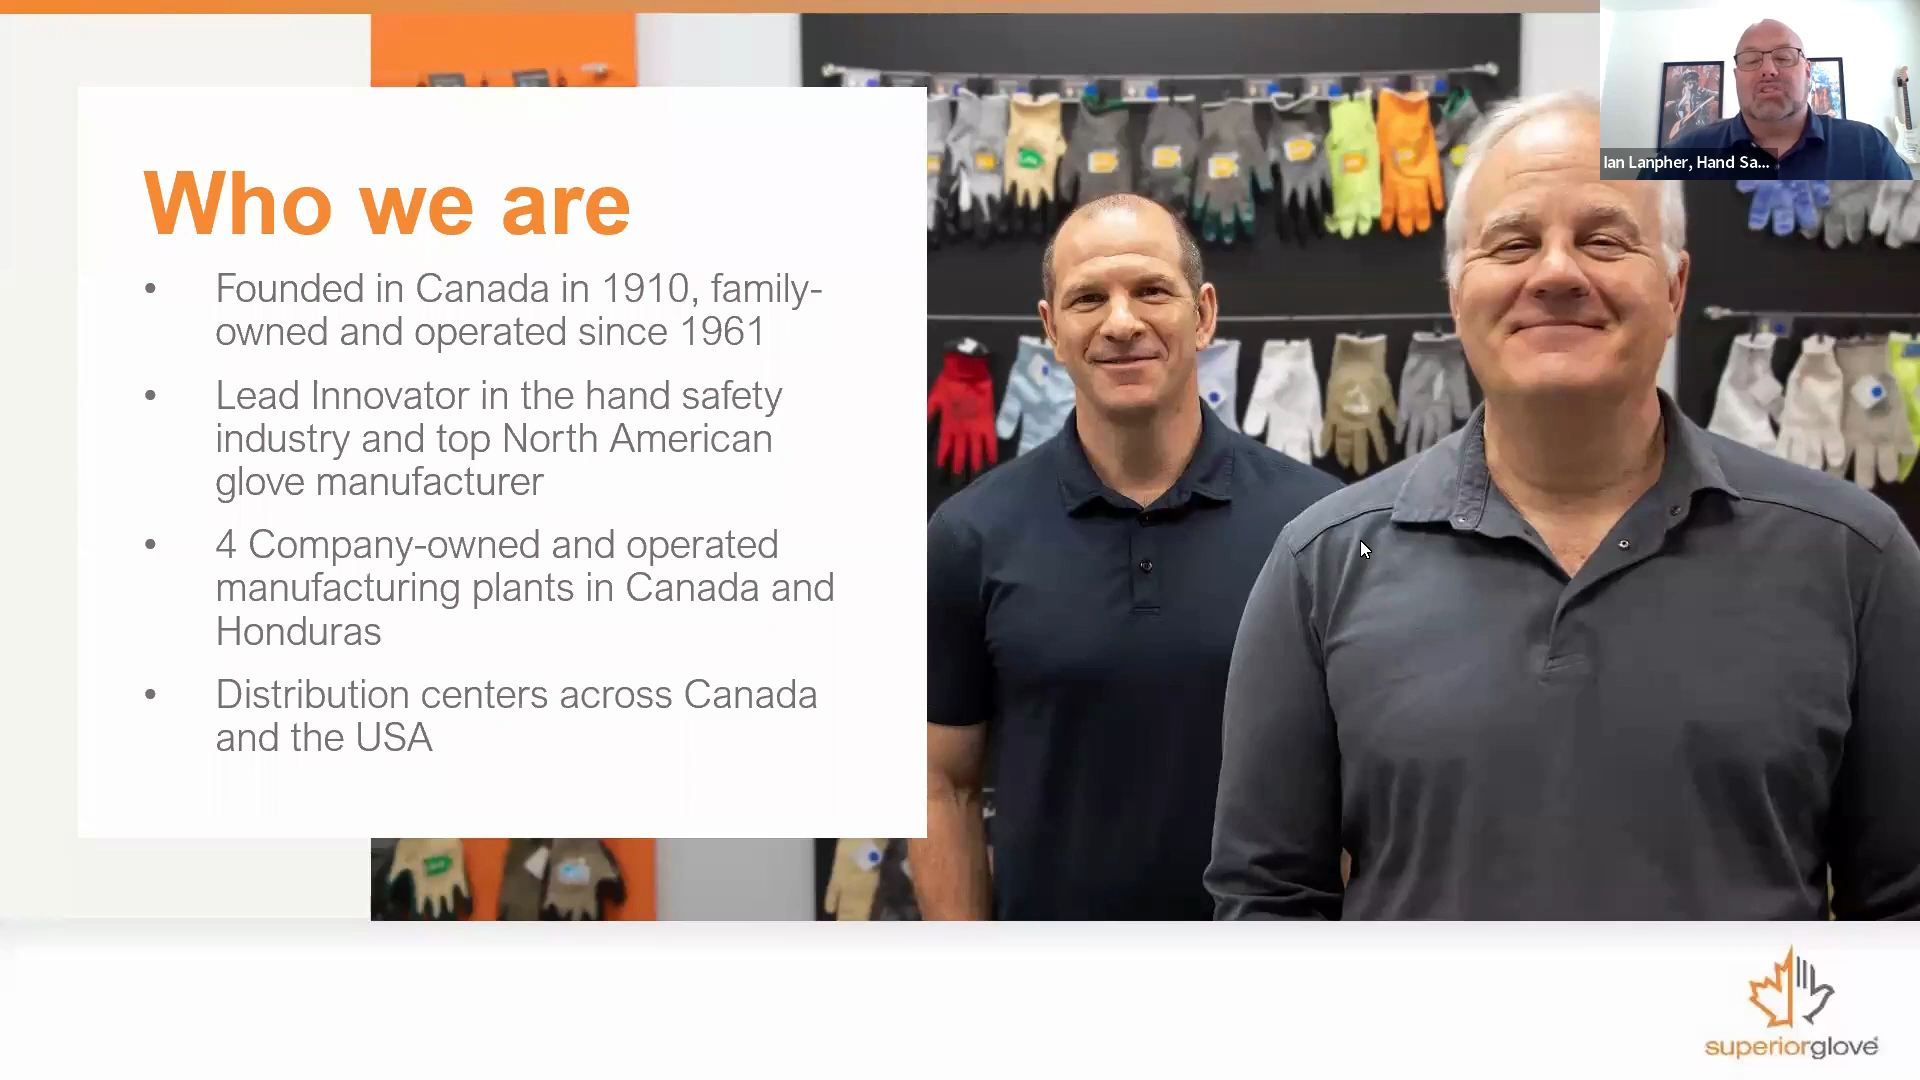 Who we are
• Founded in Canada in 1910, family-
owned and operated since 1961
• Lead Innovator in the hand safety
industry and top North American
glove manufacturer
• 4 Company-owned and operated
manufacturing plants in Canada and
Honduras
• Distribution centers across Canada
and the USA
Ian Lanpher, Hand Sa...
superiorglove